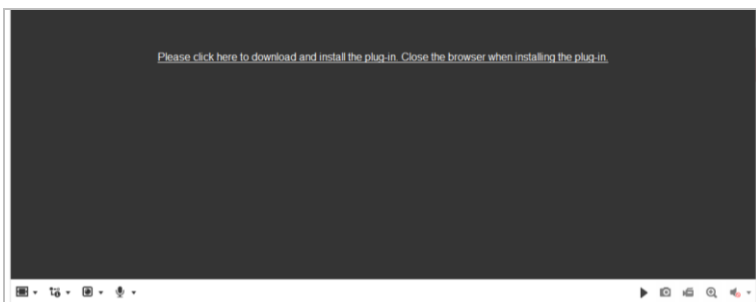 Please click here to download and install the plug-in. Close the browser when installing the plug-in.